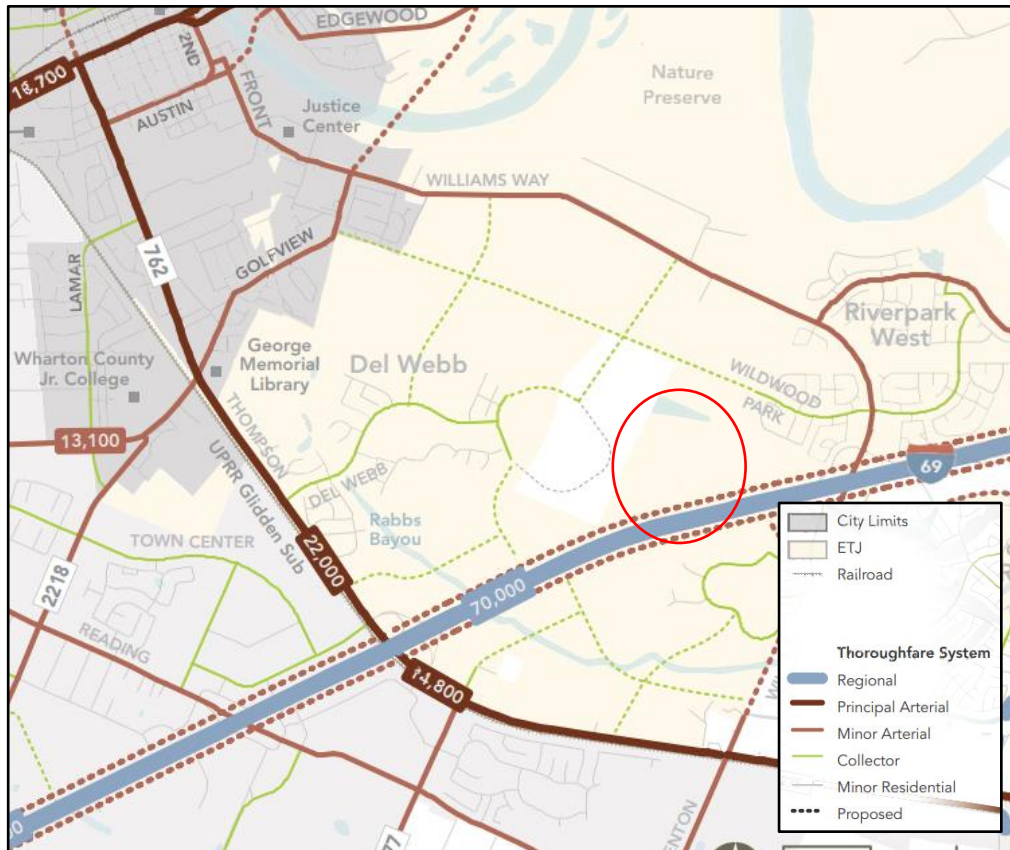 EDGEWOOD
2ND
Nature
Preserve
18,700
FRONT
Justice
Center
AUSTIN
WILLIAMS WAY
762
GOLFVIEW
LAMAR
Riverpark
West
George
Memorial
Library
Del Webb
Wharton County
Jr. College
WILDWOOD
PARK
THOMPSON
13,100
UPRR Glidden Sub
DEL WEBB
69
Rabbs
Bayou
TOWN CENTER
22,000
2218
70,000
READING
14,800
City Limits
ETJ
Railroad
Thoroughfare System
Regional
Principal Arterial
Minor Arterial
Collector
Minor Residential
Proposed